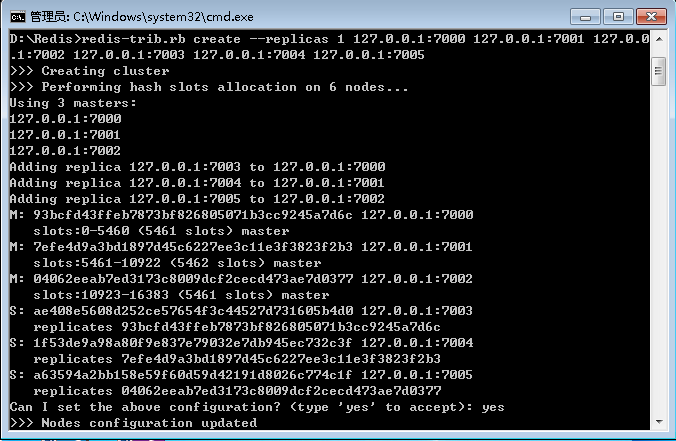 管理员: C:\Windows\system32\cmd.exe
D:\Redis>redis-trib.rb create --replicas 1 127.0.0.1:7000 127.0.0.1:7001 127.0.0
.1:7002 127.0.0.1:7003 127.0.0.1:7004 127.0.0.1:7005
>>> Creating cluster
>>> Performing hash slots allocation on 6 nodes...
Using 3 masters:
127.0.0.1:7000
127.0.0.1:7001
127.0.0.1:7002
Adding replica 127.0.0.1:7003 to 127.0.0.1:7000
Adding replica 127.0.0.1:7004 to 127.0.0.1:7001
Adding replica 127.0.0.1:7005 to 127.0.0.1:7002
M: 93bcfd43ffeb7873bf826805071b3cc9245a7d6c 127.0.0.1:7000
slots:0-5460 (5461 slots) master
M: 7efe4d9a3bd1897d45c6227ee3c11e3f3823f2b3 127.0.0.1:7001
slots:5461-10922 (5462 slots) master
M: 04062eeab7ed3173c8009dcf2cecd473ae7d0377 127.0.0.1:7002
slots:10923-16383 (5461 slots) master
S: ae408e5608d252ce57654f3c44527d731605b4d0 127.0.0.1:7003
replicates 93bcfd43ffeb7873bf826805071b3cc9245a7d6c
S: 1f53de9a98a80f9e837e79032e7db945ec732c3f 127.0.0.1:7004
replicates 7efe4d9a3bd1897d45c6227ee3c11e3f3823f2b3
S: a63594a2bb158e59f60d59d42191d8026c774c1f 127.0.0.1:7005
replicates 04062eeab7ed3173c8009dcf2cecd473ae7d0377
Can I set the above configuration? (type 'yes' to accept): yes
>>> Nodes configuration updated